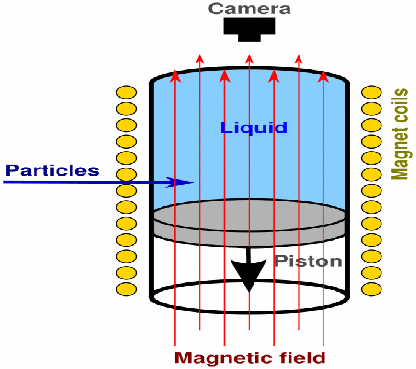 Camera
Liquid
Magnet coils
Particles
Piston
Magnetic field